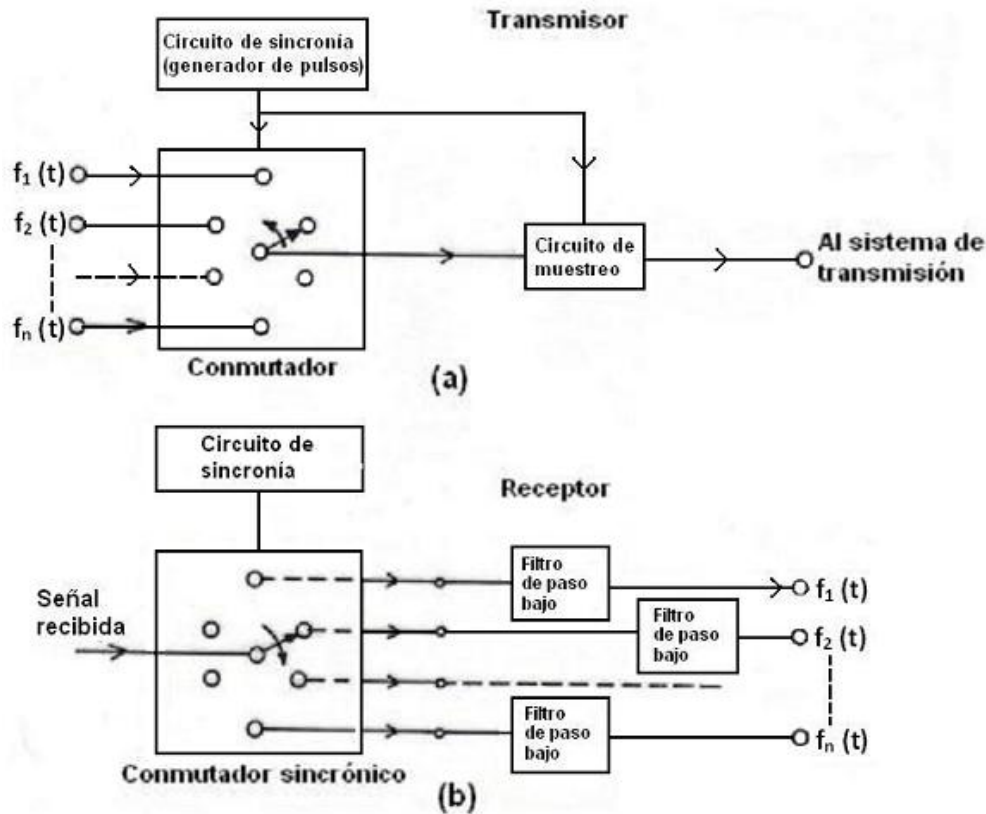 Transmisor
Circuito de sincronía
(generador de pulsos)
f1 (t)
f2 (t)
fn (t)
Conmutador
Circuito de
muestreo
Al sistema de
transmisión
(a)
Circuito de
sincronía
Receptor
Señal
recibida
Conmutador sincrónico
Filtro
de paso
bajo
f1 (t)
Filtro
de paso
bajo
f2 (t)
Filtro
de paso
bajo
fn (t)
(b)